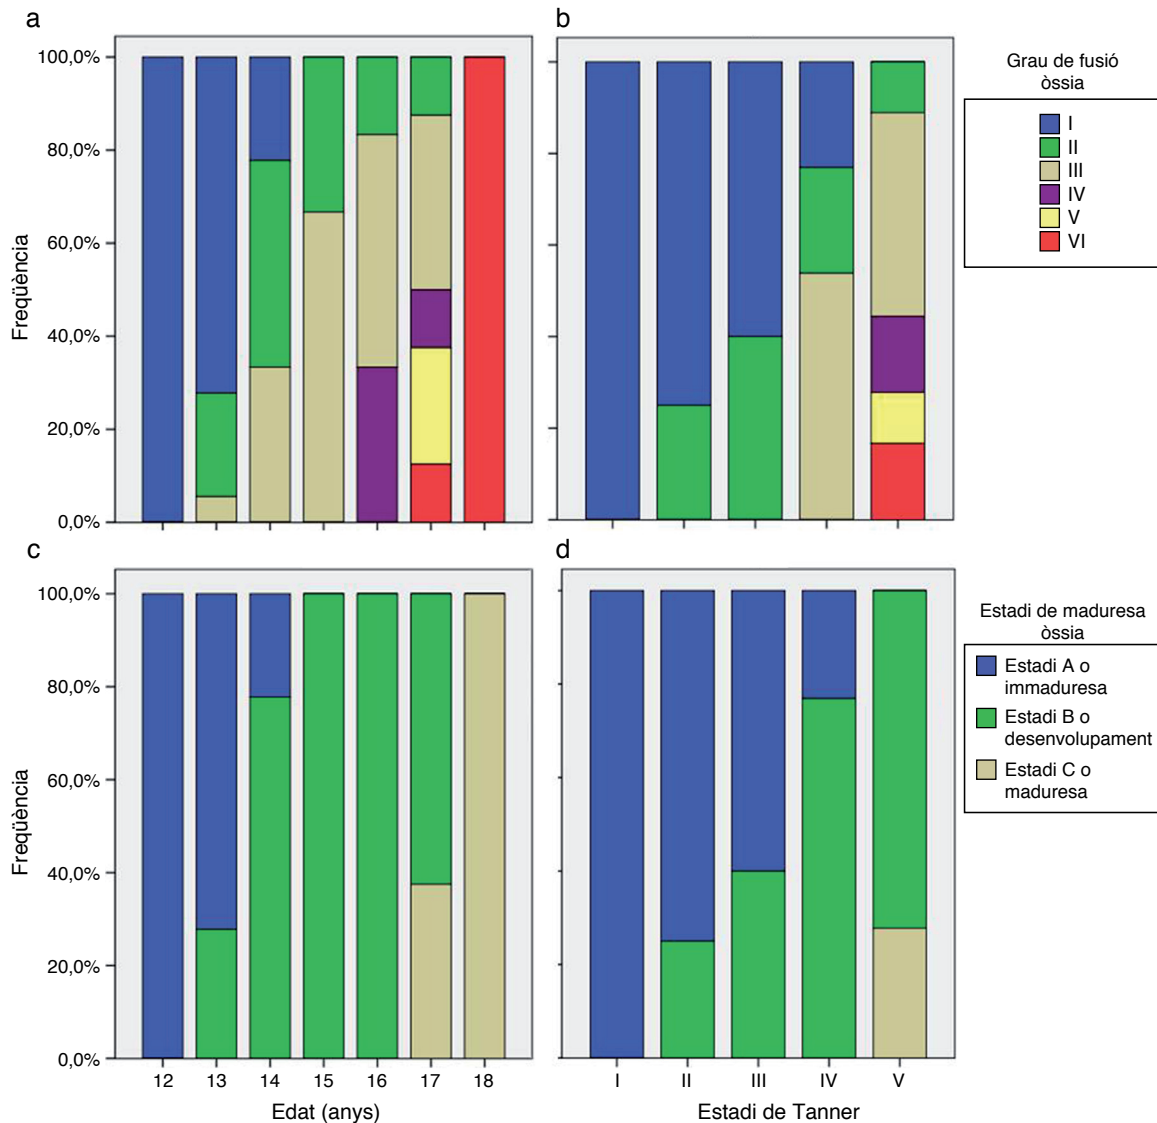 a
b
Grau de fusió
òssia
I
II
III
IV
V
VI
100,0%
80,0%
60,0%
40,0%
20,0%
0,0%
Freqüència
c
d
Estadi de maduresa
òssia
Estadi A o
immaduresa
Estadi B o
desenvolupament
Estadi C o
maduresa
100,0%
80,0%
60,0%
40,0%
20,0%
0,0%
Freqüència
12 13 14 15 16 17 18
I II III IV V
Edat (anys)
Estadi de Tanner